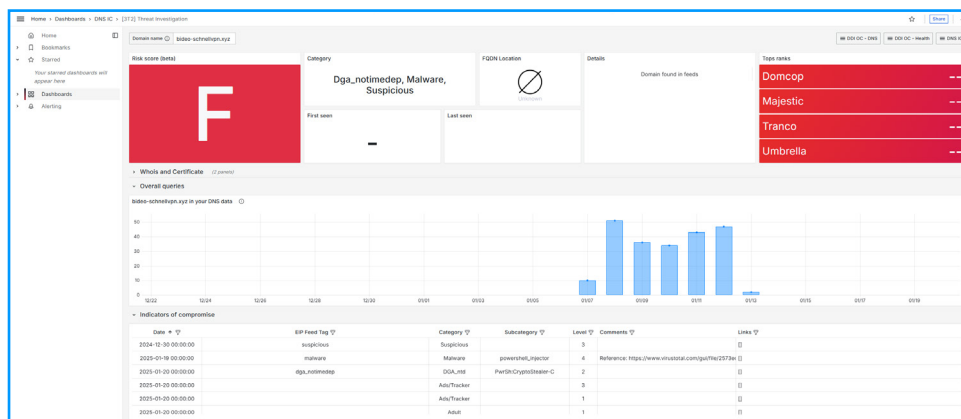 Home › Dashboards › DNS IC › [3T2] Threat Investigation
Share
Home
Bookmarks
Starred
Your starred dashboards will
appear here
Dashboards
Alerting
Domain name bideo-schnellvpn.xyz
DDI OC - DNS
DDI OC - Health
DNS IC
Risk score (beta)
F
Category
Dga_notimedep, Malware,
Suspicious
FQDN Location
Details
Domain found in feeds
Tops ranks
Domcop --
Majestic --
Tranco --
Umbrella --
First seen
-
Last seen
Whois and Certificate (2 panels)
Overall queries
bideo-schnellvpn.xyz in your DNS data
50
40
30
20
10
0
12/22 12/24 12/26 12/28 12/30 01/01 01/03 01/05 01/07 01/09 01/11 01/13 01/15 01/17 01/19
Indicators of compromise
Date EIP Feed Tag Category Subcategory Level Comments Links
2024-12-30 00:00:00 suspicious Suspicious 3 []
2025-01-19 00:00:00 malware Malware powershell_injector 4 Reference: https://www.virustotal.com/gui/file/2573e []
2025-01-20 00:00:00 dga_notimedep DGA_ntd PwrSh:CryptoStealer-C 2 []
2025-01-20 00:00:00 Ads/Tracker 3 []
2025-01-20 00:00:00 Ads/Tracker 1 []
2025-01-20 00:00:00 Adult 1 []